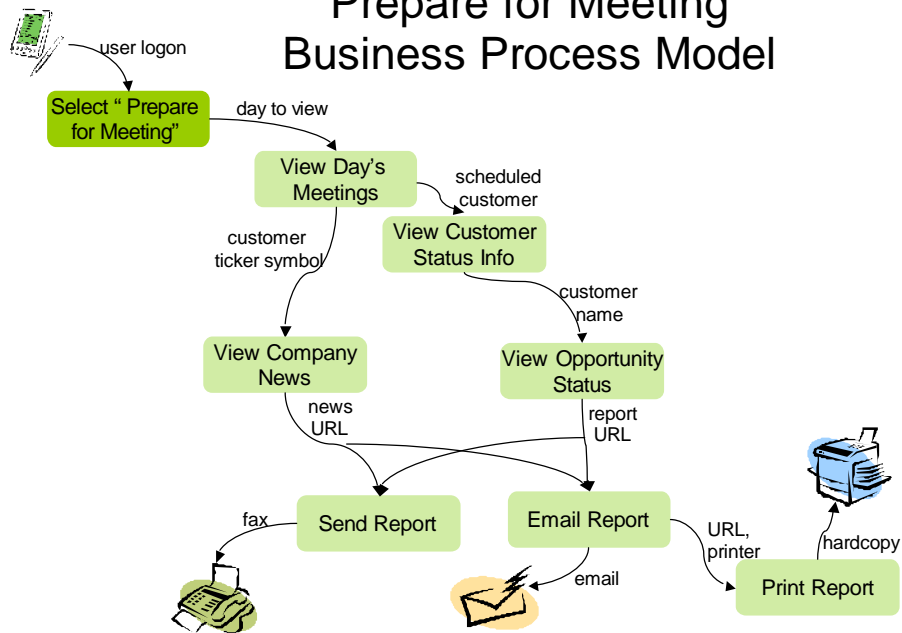 Prepare for Meeting
Business Process Model
user logon
Select “ Prepare
for Meeting”
day to view
View Day’s
Meetings
scheduled
customer
customer
ticker symbol
View Customer
Status Info
customer
name
View Company
News
View Opportunity
Status
news
URL
report
URL
fax
Send Report
Email Report
URL,
printer
hardcopy
email
Print Report